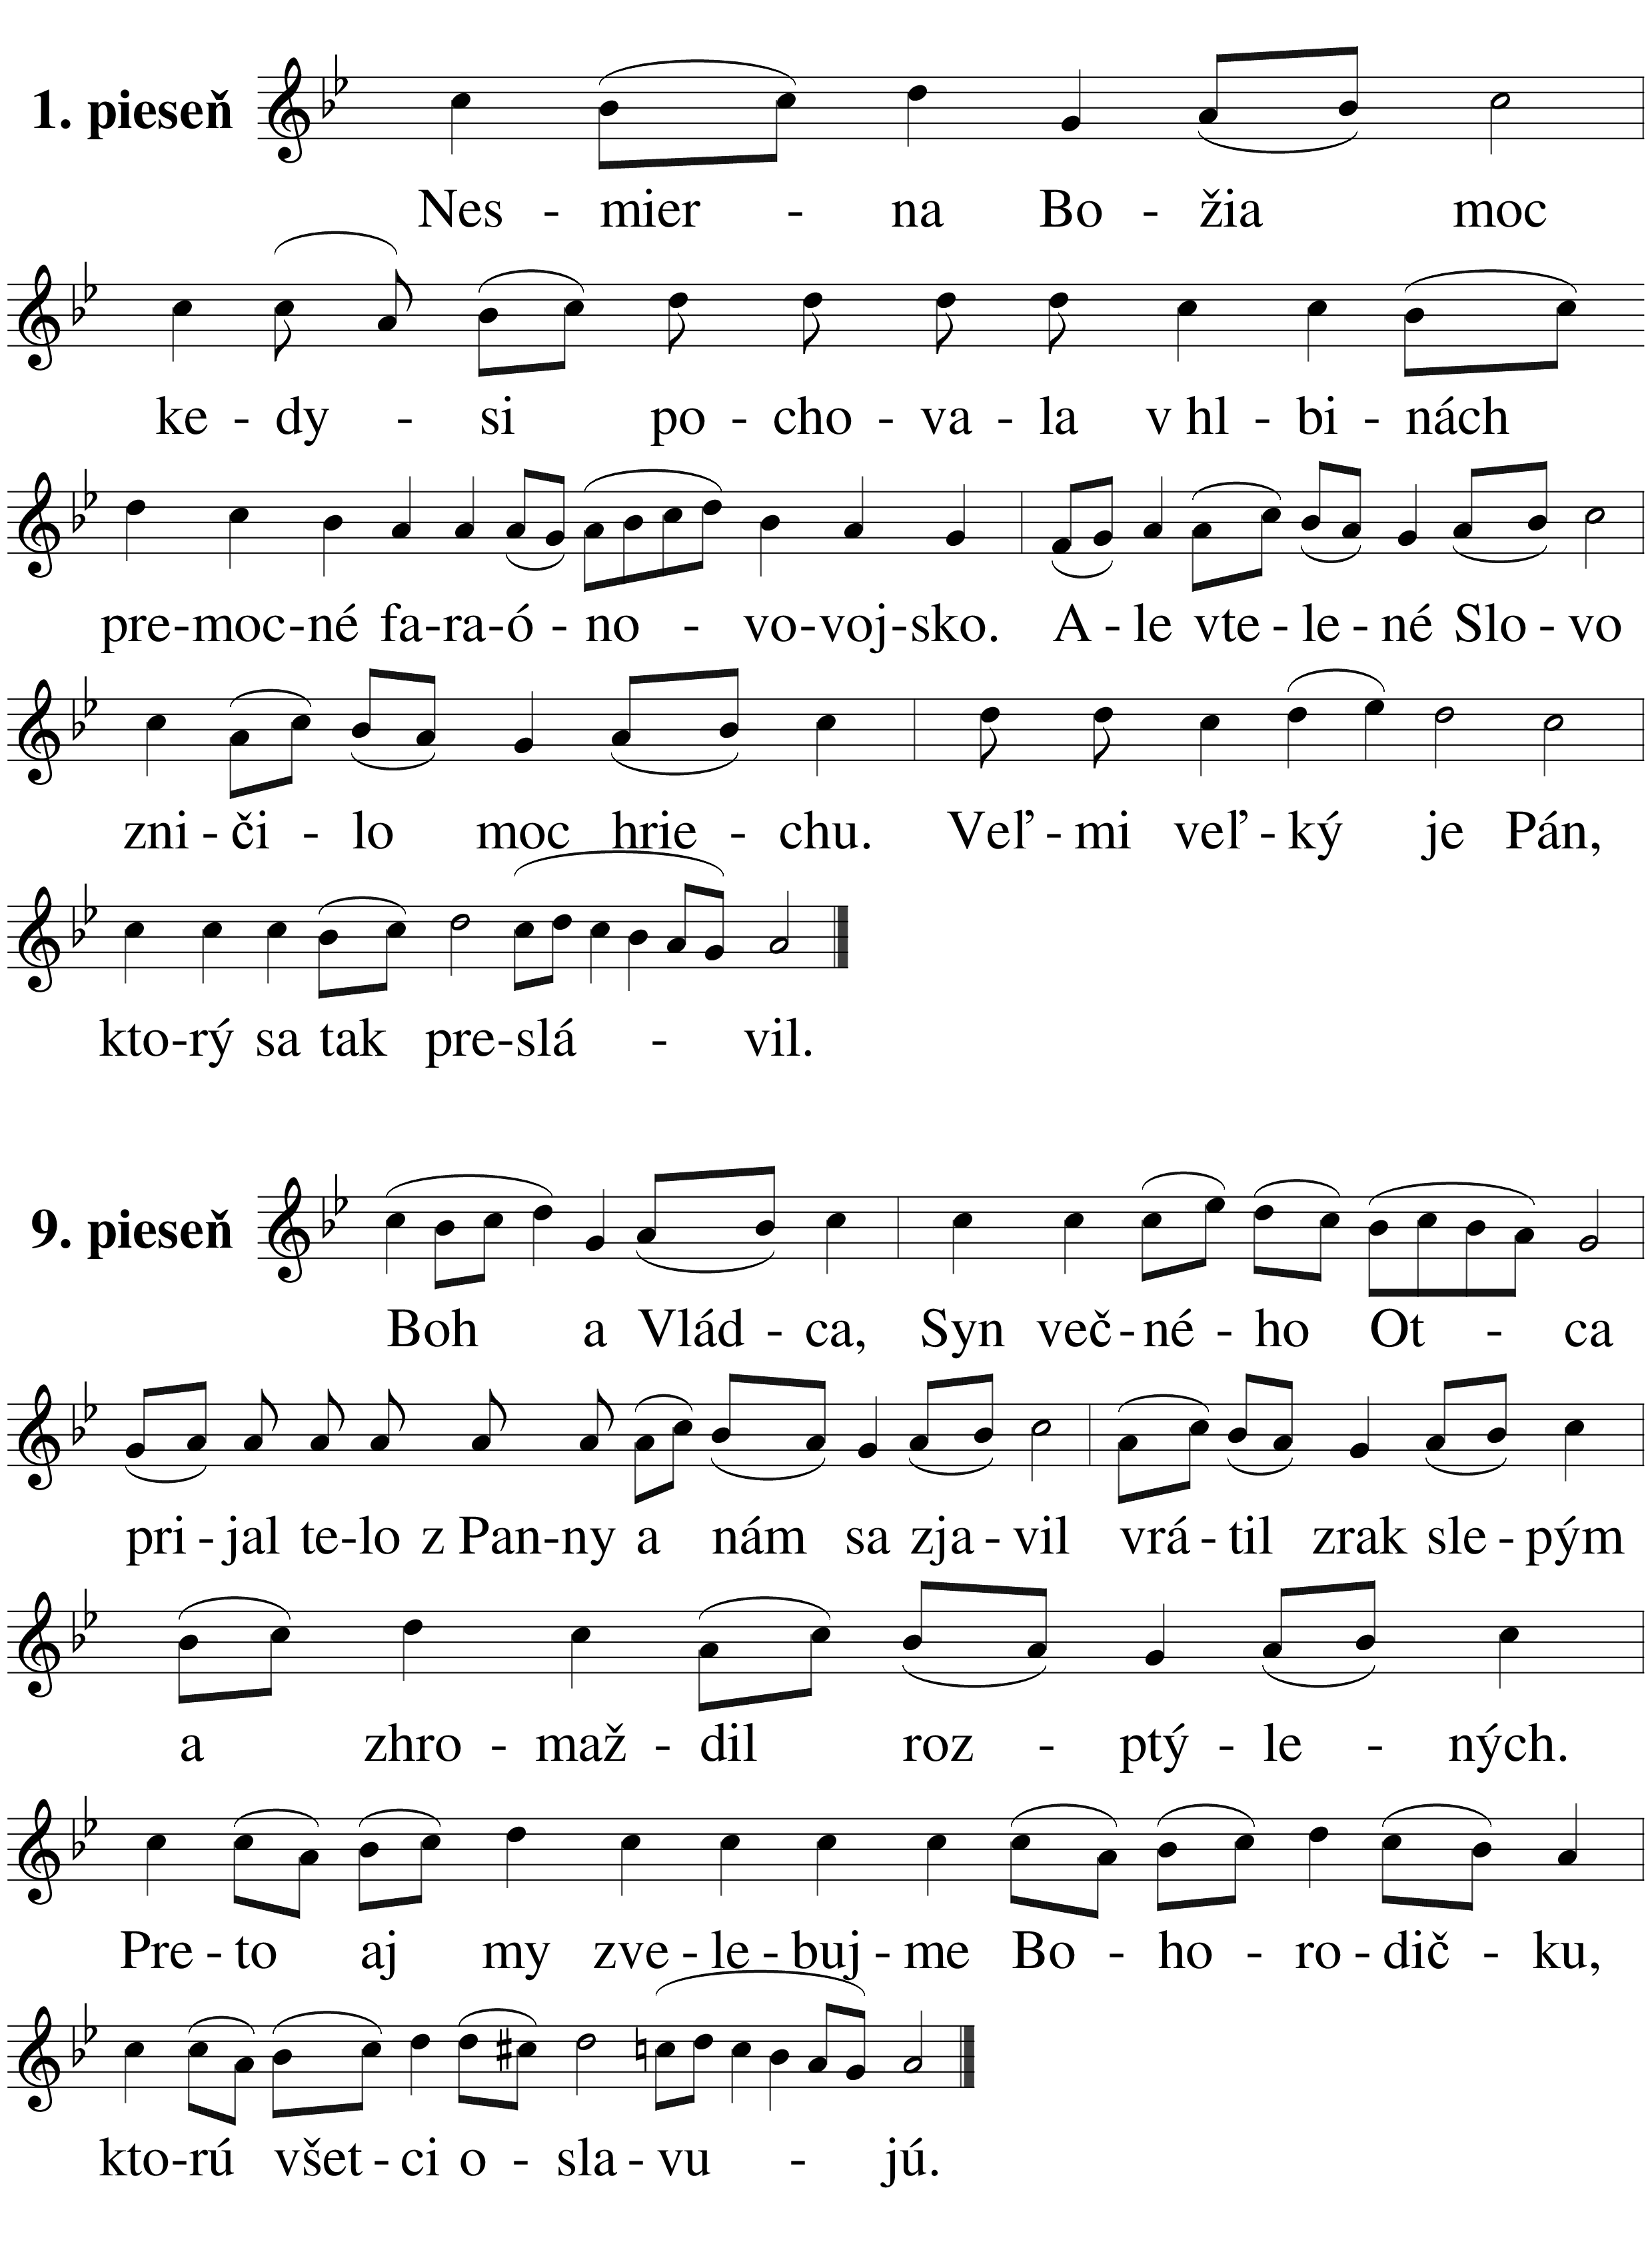 1. pieseň
Nes - mier - na Bo - žia moc
ke - dy - si po - cho - va - la v hl - bi - nách
pre-moc-né fa-ra-ó - no - vo-voj-sko. A - le vte - le - né Slo - vo
zni - či - lo moc hrie - chu. Veľ - mi veľ - ký je Pán,
kto-rý sa tak pre-slá - vil.
9. pieseň
Boh a Vlád - ca, Syn več-né - ho Ot - ca
pri - jal te-lo z Pan-ny a nám sa zja - vil vrá - til zrak sle - pým
a zhro - maž - dil roz - ptý - le - ných.
Pre - to aj my zve - le - buj - me Bo - ho - ro - dič - ku,
kto-rú všet - ci o - sla - vu - jú.